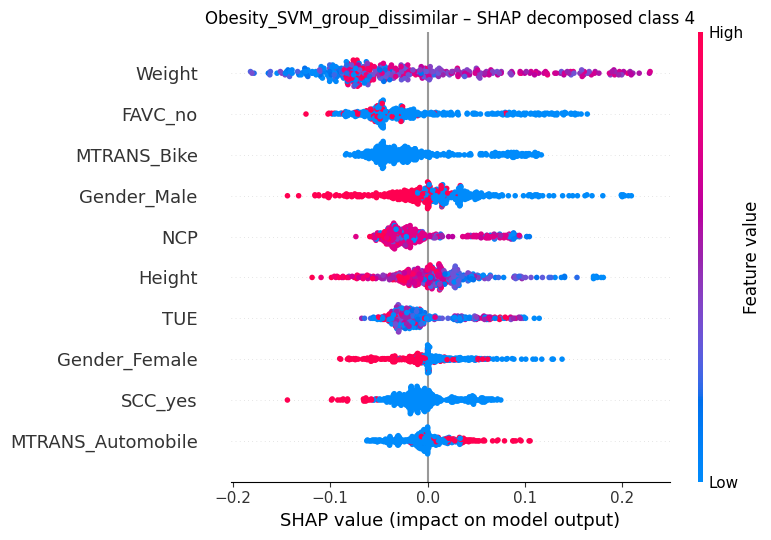 Obesity_SVM_group_dissimilar – SHAP decomposed class 4
High
Weight
FAVC_no
MTRANS_Bike
Gender_Male
NCP
Height
TUE
Gender_Female
SCC_yes
MTRANS_Automobile
Feature value
Low
−0.2 −0.1 0.0 0.1 0.2
SHAP value (impact on model output)